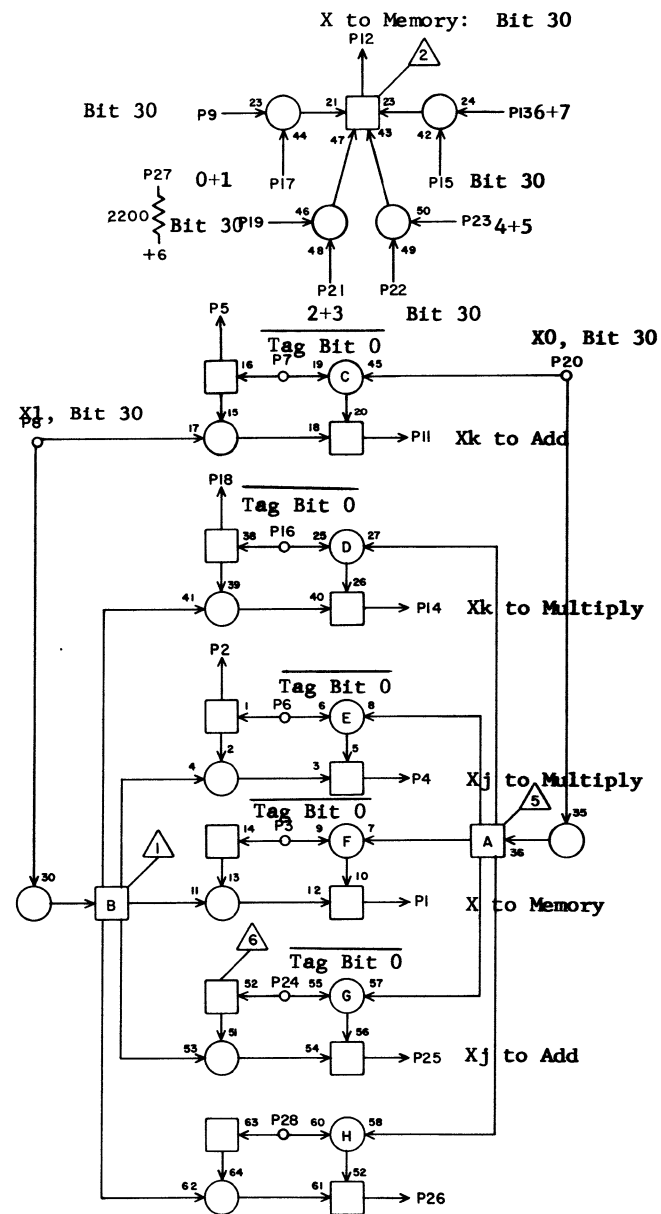 X to Memory: Bit 30
P12
2
Bit 30 P9 23 21 23 24 P13 6+7
44 47 43 42
P27 0+1 P17 P15 Bit 30
2200 Bit 30 P19 46 50 P23 4+5
+6 48 49
P21 P22
2+3 Bit 30
P5 Tag Bit 0 X0, Bit 30
P7 P20
16 19 C 45
X1, Bit 30
P8 17 15 18 20 P11 Xk to Add
P18 Tag Bit 0
P16
38 25 D 27
41 39 40 26 P14 Xk to Multiply
P2 Tag Bit 0
1 P6 6 E 8
4 2 3 5 P4 Xj to Multiply
Tag Bit 0
5
14 P3 9 F 7 A 36 35
1
30 B 11 13 12 10 P1 X to Memory
6 Tag Bit 0
52 P24 55 G 57
53 51 54 56 P25 Xj to Add
63 P28 60 H 58
62 64 61 52 P26